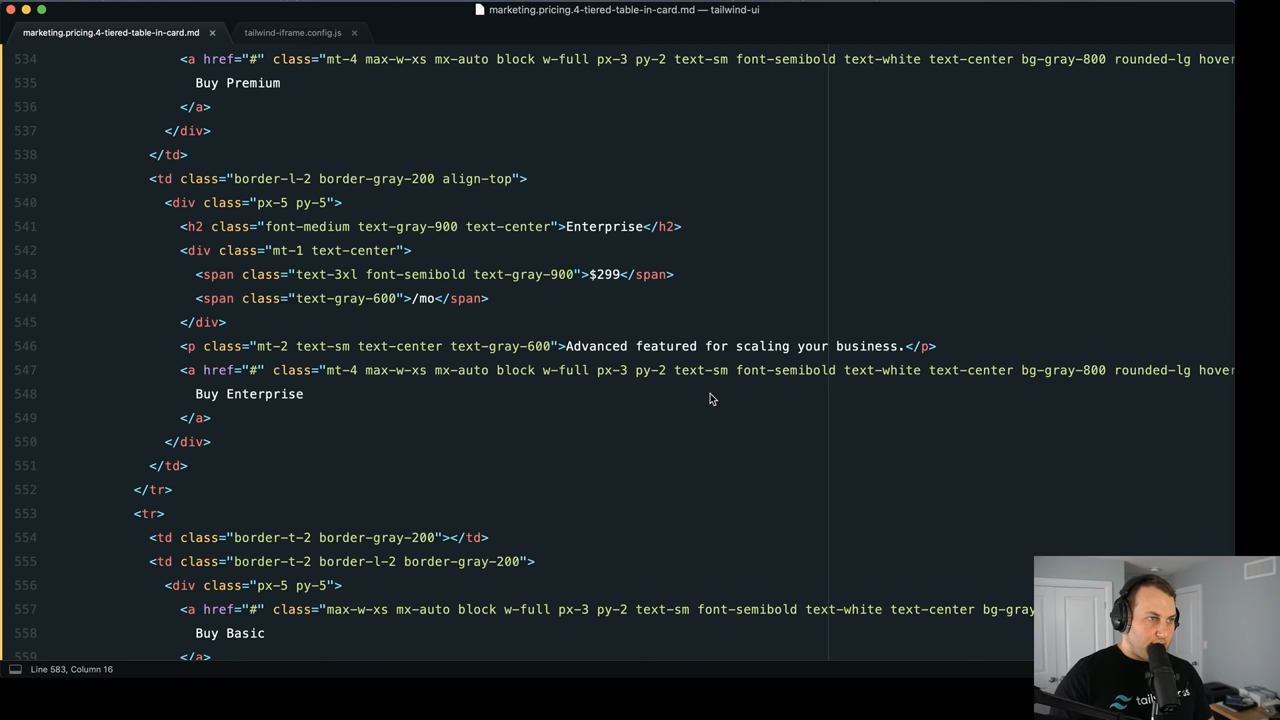 marketing.pricing.4-tiered-table-in-card.md — tailwind-ui
marketing.pricing.4-tiered-table-in-card.md ×
tailwind-iframe.config.js ×
534 <a href="#" class="mt-4 max-w-xs mx-auto block w-full px-3 py-2 text-sm font-semibold text-white text-center bg-gray-800 rounded-lg hover
535 Buy Premium
536 </a>
537 </div>
538 </td>
539 <td class="border-l-2 border-gray-200 align-top">
540 <div class="px-5 py-5">
541 <h2 class="font-medium text-gray-900 text-center">Enterprise</h2>
542 <div class="mt-1 text-center">
543 <span class="text-3xl font-semibold text-gray-900">$299</span>
544 <span class="text-gray-600">/mo</span>
545 </div>
546 <p class="mt-2 text-sm text-center text-gray-600">Advanced featured for scaling your business.</p>
547 <a href="#" class="mt-4 max-w-xs mx-auto block w-full px-3 py-2 text-sm font-semibold text-white text-center bg-gray-800 rounded-lg hover
548 Buy Enterprise
549 </a>
550 </div>
551 </td>
552 </tr>
553 <tr>
554 <td class="border-t-2 border-gray-200"></td>
555 <td class="border-t-2 border-l-2 border-gray-200">
556 <div class="px-5 py-5">
557 <a href="#" class="max-w-xs mx-auto block w-full px-3 py-2 text-sm font-semibold text-white text-center bg-gray
558 Buy Basic
559 </a>
Line 583, Column 16